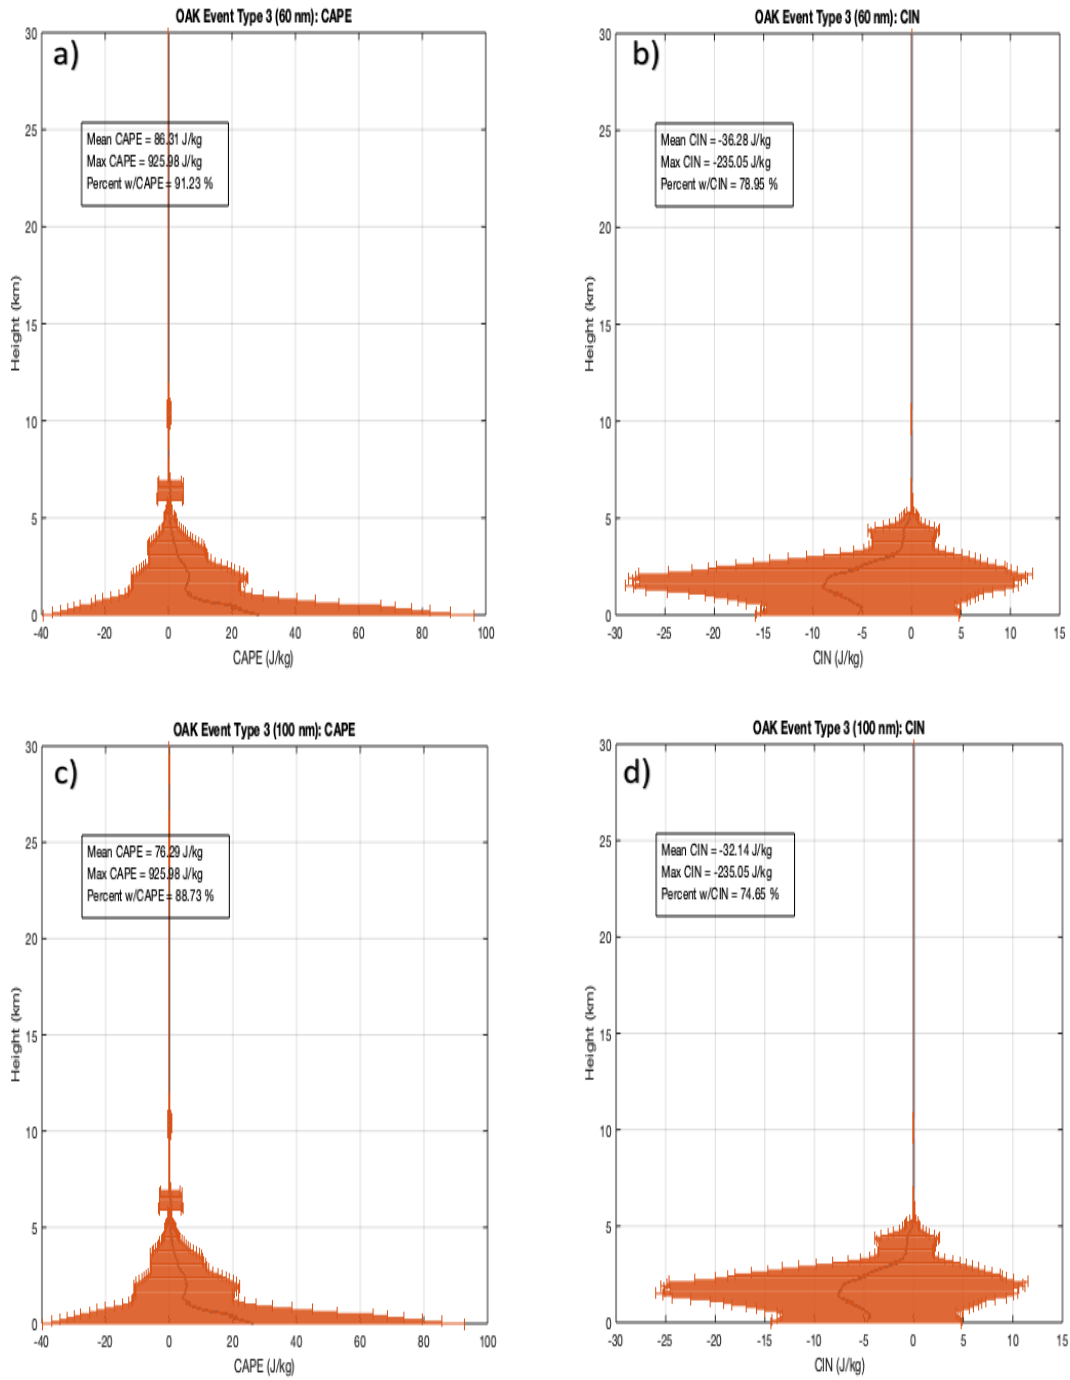 OAK Event Type 3 (60 nm): CAPE
a)
30
25
20
15
10
5
0
Height (km)
Mean CAPE = 86.31 J/kg
Max CAPE = 925.98 J/kg
Percent w/CAPE = 91.23 %
-40 -20 0 20 40 60 80 100
CAPE (J/kg)
OAK Event Type 3 (60 nm): CIN
b)
30
25
20
15
10
5
0
Height (km)
Mean CIN = -36.28 J/kg
Max CIN = -235.05 J/kg
Percent w/CIN = 78.95 %
-30 -25 -20 -15 -10 -5 0 5 10 15
CIN (J/kg)
OAK Event Type 3 (100 nm): CAPE
c)
30
25
20
15
10
5
0
Height (km)
Mean CAPE = 76.29 J/kg
Max CAPE = 925.98 J/kg
Percent w/CAPE = 88.73 %
-40 -20 0 20 40 60 80 100
CAPE (J/kg)
OAK Event Type 3 (100 nm): CIN
d)
30
25
20
15
10
5
0
Height (km)
Mean CIN = -32.14 J/kg
Max CIN = -235.05 J/kg
Percent w/CIN = 74.65 %
-30 -25 -20 -15 -10 -5 0 5 10 15
CIN (J/kg)